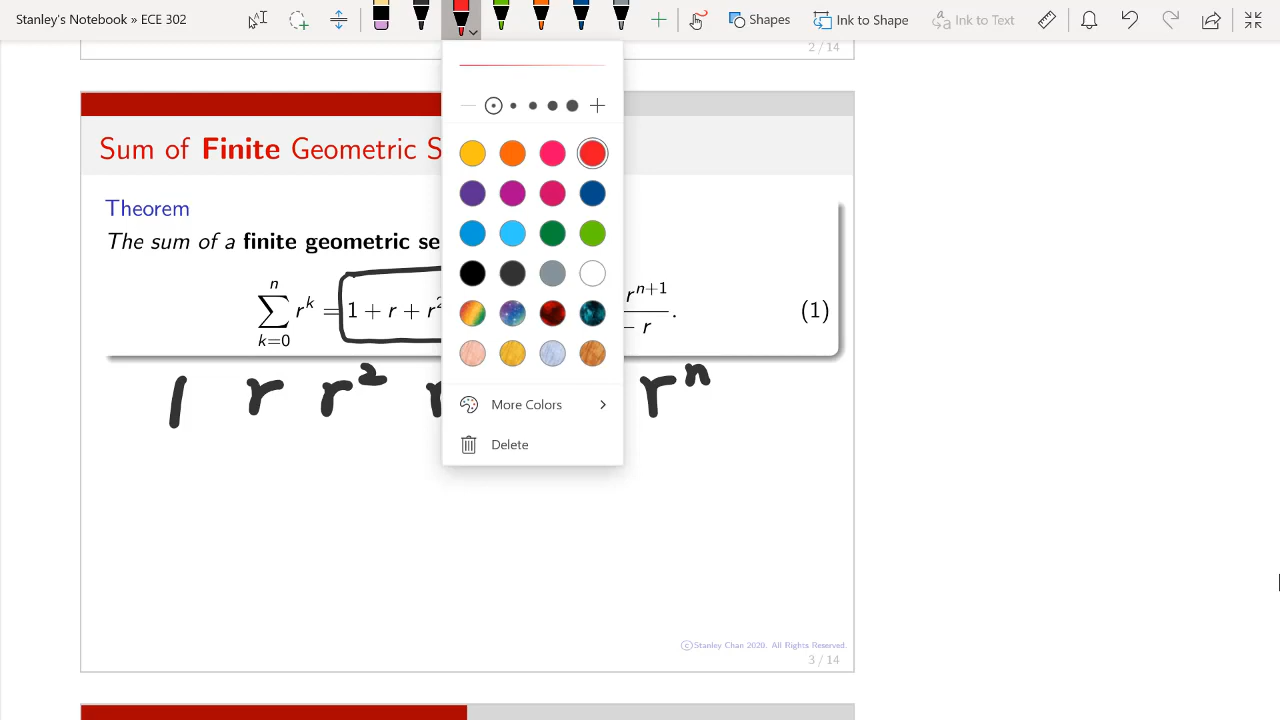 Stanley's Notebook » ECE 302
Shapes
Ink to Shape
Ink to Text
2 / 14
Sum of Finite Geometric S
Theorem
The sum of a finite geometric se
n
∑ r^k = 1 + r + r^2 r^{n+1}
k=0
– r . (1)
1 r r^2 r r^n
More Colors
Delete
©Stanley Chan 2020. All Rights Reserved.
3 / 14